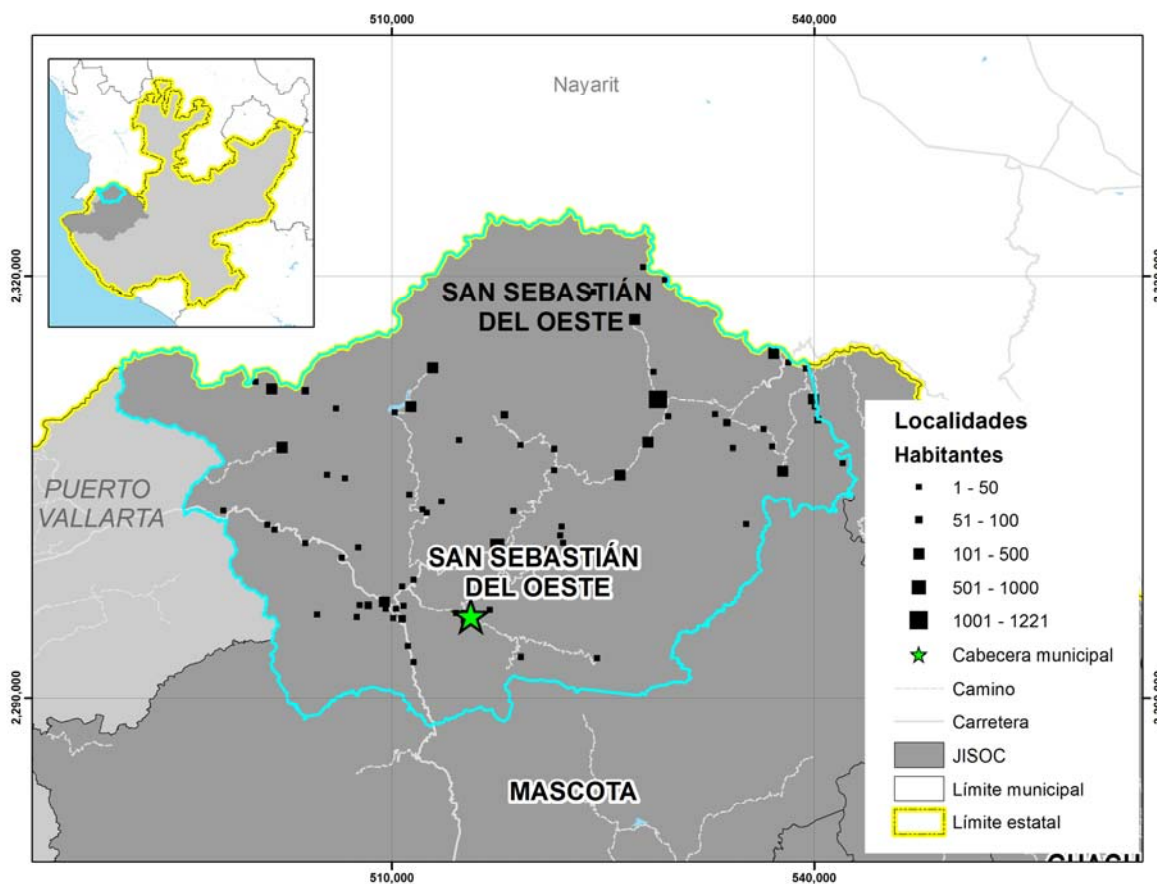 510,000
540,000
Nayarit
2,320,000
SAN SEBASTIÁN
DEL OESTE
PUERTO
VALLARTA
SAN SEBASTIÁN
DEL OESTE
2,290,000
MASCOTA
Localidades
Habitantes
1 - 50
51 - 100
101 - 500
501 - 1000
1001 - 1221
Cabecera municipal
Camino
Carretera
JISOC
Límite municipal
Límite estatal
510,000
540,000